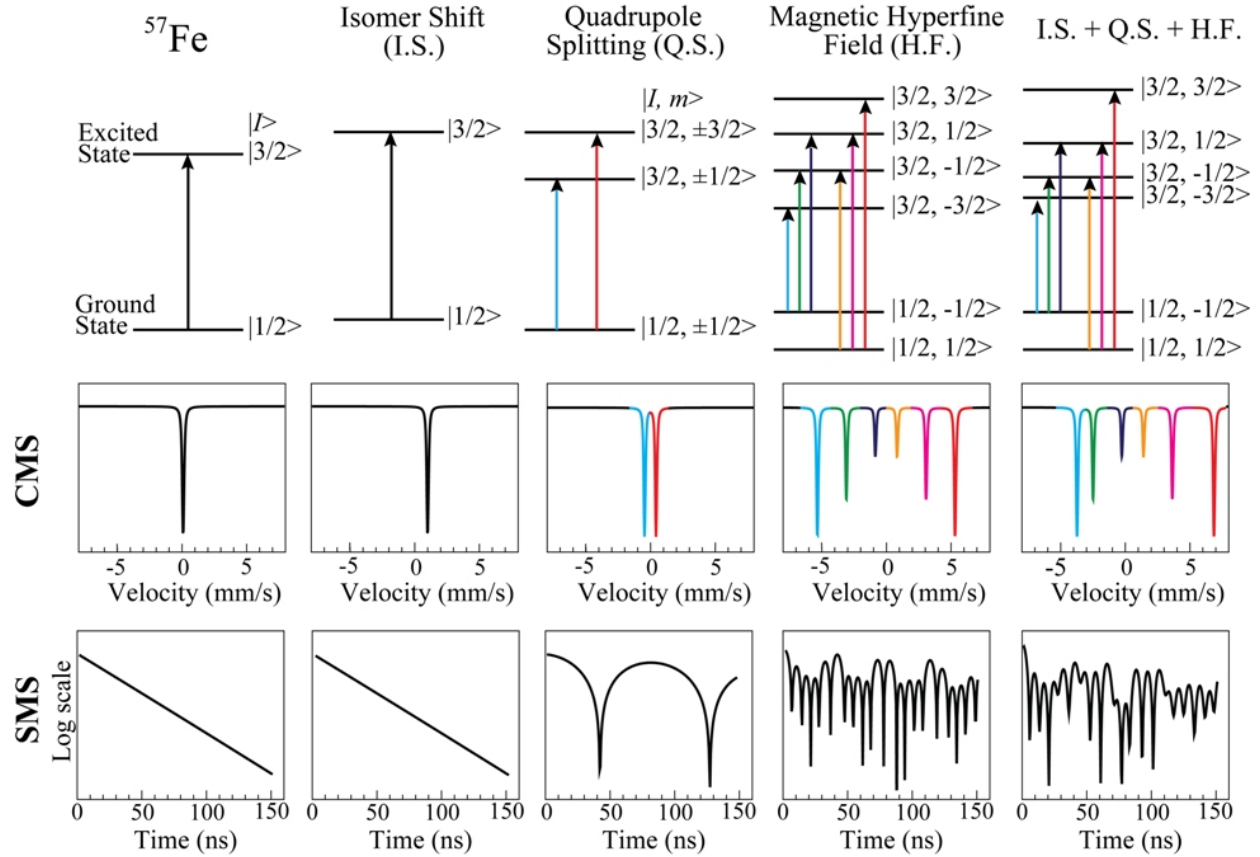 ⁵⁷Fe
Isomer Shift
(I.S.)
Quadrupole
Splitting (Q.S.)
Magnetic Hyperfine
Field (H.F.)
I.S. + Q.S. + H.F.
Excited
State
|I>
|3/2>
Ground
State
|1/2>
|3/2>
|1/2>
|I, m>
|3/2, ±3/2>
|3/2, ±1/2>
|1/2, ±1/2>
|3/2, 3/2>
|3/2, 1/2>
|3/2, -1/2>
|3/2, -3/2>
|1/2, -1/2>
|1/2, 1/2>
|3/2, 3/2>
|3/2, 1/2>
|3/2, -1/2>
|3/2, -3/2>
|1/2, -1/2>
|1/2, 1/2>
CMS
-5 0 5
Velocity (mm/s)
-5 0 5
Velocity (mm/s)
-5 0 5
Velocity (mm/s)
-5 0 5
Velocity (mm/s)
-5 0 5
Velocity (mm/s)
SMS
Log scale
0 50 100 150
Time (ns)
0 50 100 150
Time (ns)
0 50 100 150
Time (ns)
0 50 100 150
Time (ns)
0 50 100 150
Time (ns)